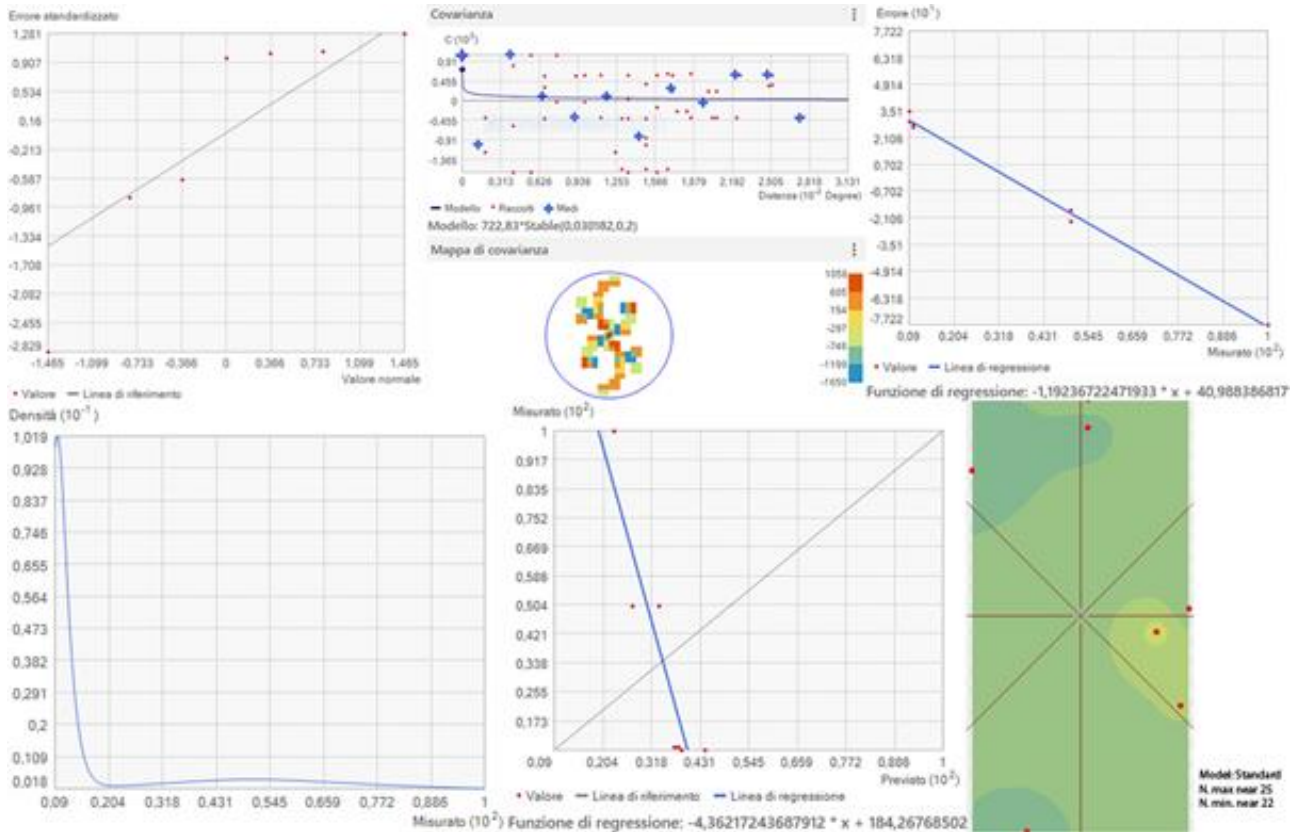 Errore standardizzato
1,281
0,907
0,534
0,16
-0,213
-0,587
-0,961
-1,334
-1,708
-2,082
-2,455
-2,829
-1,465 -1,099 -0,733 -0,366 0 0,366 0,733 1,099 1,465
Valore normale
Valore Linea di riferimento
Covarianza
C (10³)
0,91
0,455
0
-0,455
-0,91
-1,365
0 0,313 0,626 0,939 1,253 1,566 1,879 2,192 2,505 2,818 3,131
Distanza (10⁻² Degree)
Modello Raccolti Medi
Modello: 722,83*Stable(0,030182,0,2)
Mappa di covarianza
1056
605
154
-297
-748
-1199
-1650
Errore (10¹)
7,722
6,318
4,914
3,51
2,106
0,702
-0,702
-2,106
-3,51
-4,914
-6,318
-7,722
0,09 0,204 0,318 0,431 0,545 0,659 0,772 0,886 1
Misurato (10²)
Valore Linea di regressione
Funzione di regressione: -1,19236722471933 * x + 40,988386817
Densità (10⁻¹)
1,019
0,928
0,837
0,746
0,655
0,564
0,473
0,382
0,291
0,2
0,109
0,018
0,09 0,204 0,318 0,431 0,545 0,659 0,772 0,886 1
Misurato (10²)
Misurato (10²)
1
0,917
0,835
0,752
0,669
0,586
0,504
0,421
0,338
0,255
0,173
0,204 0,318 0,431 0,545 0,659 0,772 0,886 1
Previsto (10²)
Valore Linea di riferimento Linea di regressione
Funzione di regressione: -4,36217243687912 * x + 184,26768502
Model: Standard
N. max near 25
N. min. near 22